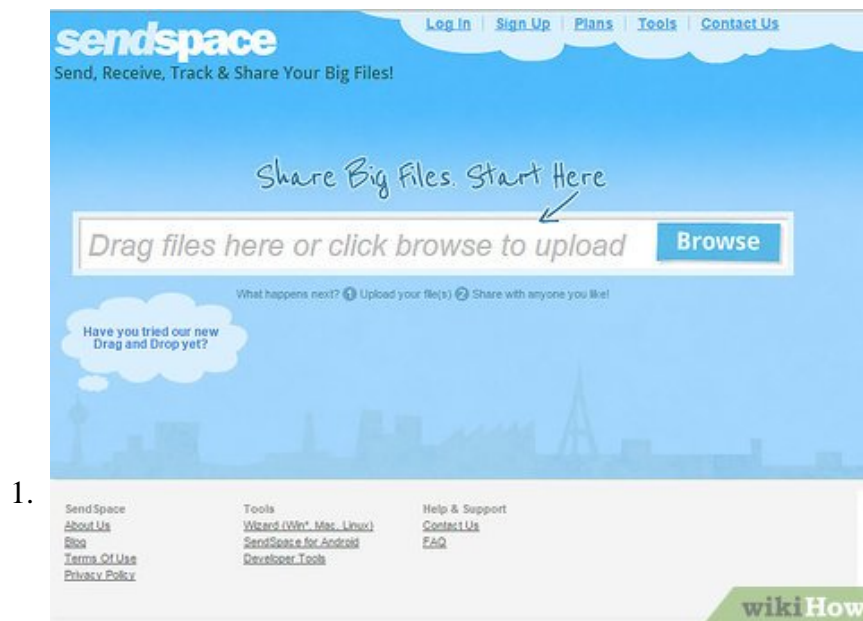 Log In | Sign Up | Plans | Tools | Contact Us
sendspace
Send, Receive, Track & Share Your Big Files!
Share Big Files. Start Here
Drag files here or click browse to upload
Browse
What happens next? 1 Upload your file(s) 2 Share with anyone you like!
Have you tried our new
Drag and Drop yet?
1.
SendSpace
About Us
Blog
Terms Of Use
Privacy Policy
Tools
Wizard (Win*, Mac, Linux)
SendSpace for Android
Developer Tools
Help & Support
Contact Us
FAQ
wikiHow